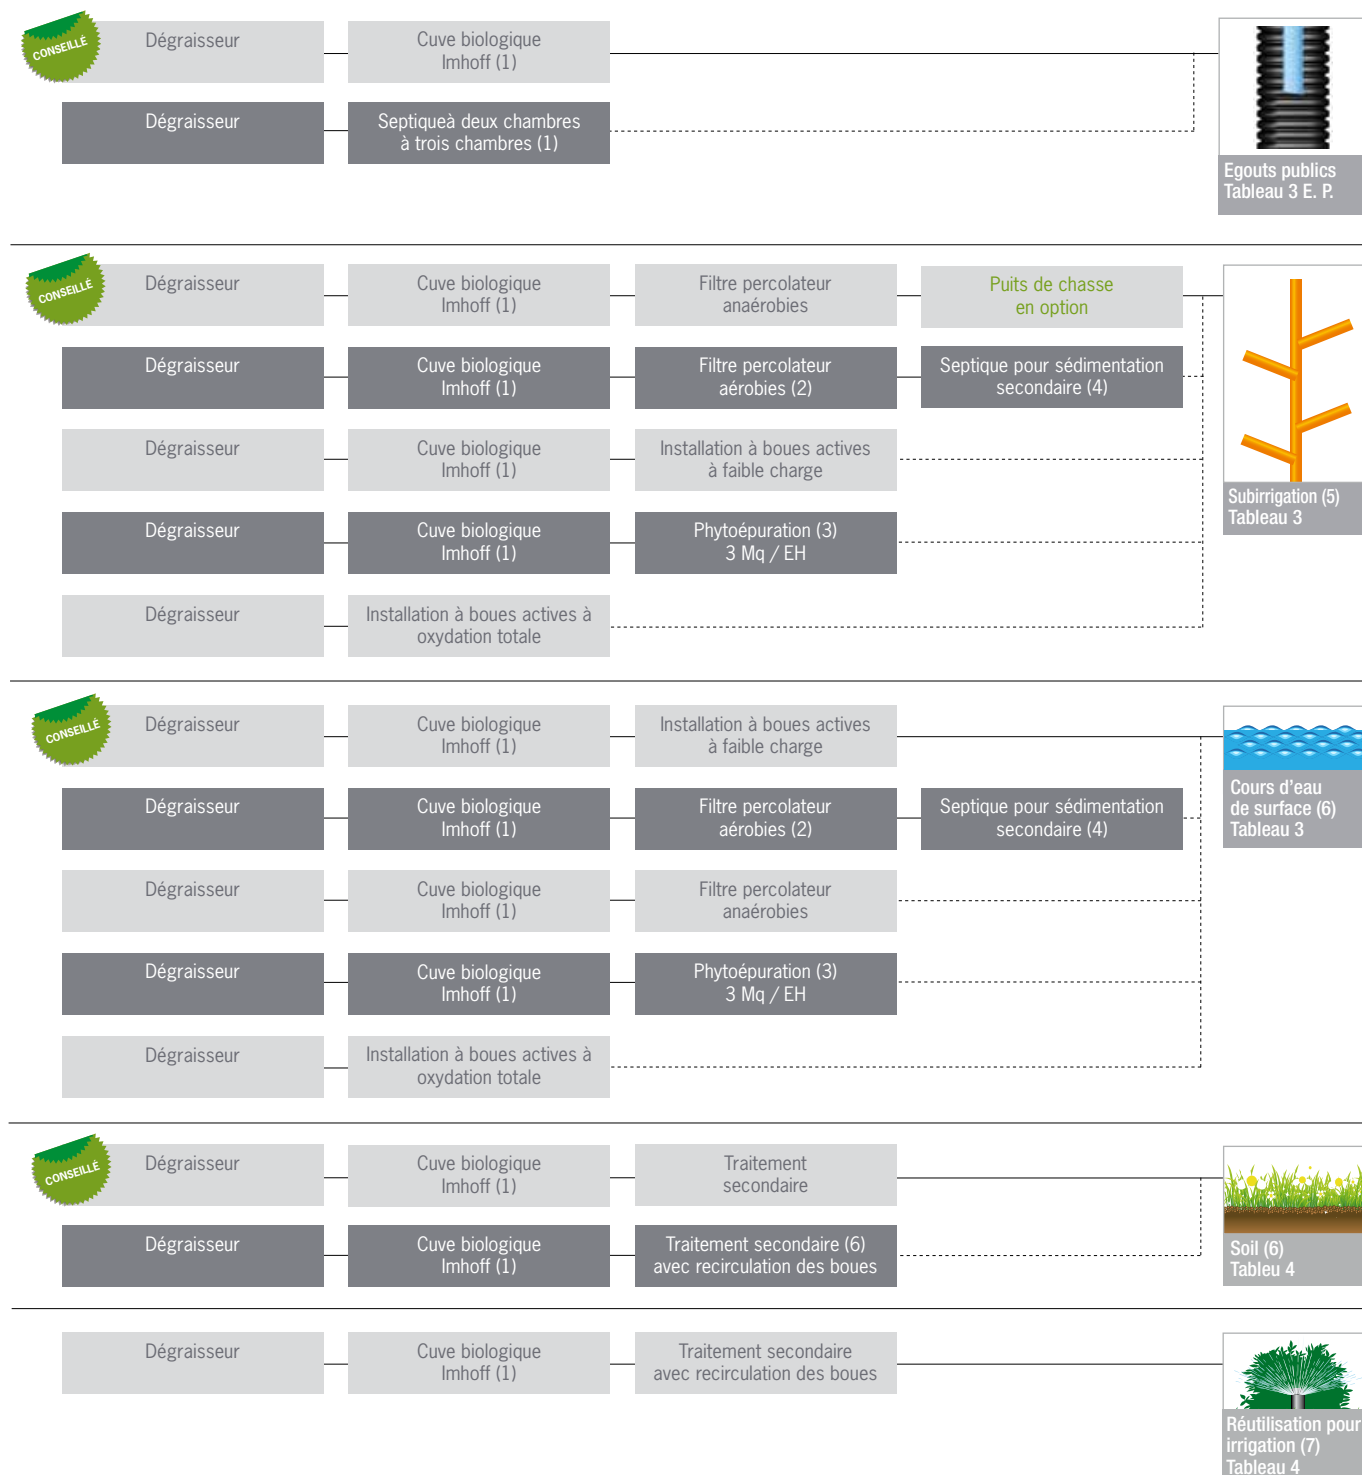 CONSEILLÉ
Dégraisseur
Cuve biologique
Imhoff (1)
Dégraisseur
Septiqueà deux chambres
à trois chambres (1)
Egouts publics
Tableau 3 E. P.
CONSEILLÉ
Dégraisseur
Cuve biologique
Imhoff (1)
Filtre percolateur
anaérobies
Puits de chasse
en option
Dégraisseur
Cuve biologique
Imhoff (1)
Filtre percolateur
aérobies (2)
Septique pour sédimentation
secondaire (4)
Dégraisseur
Cuve biologique
Imhoff (1)
Installation à boues actives
à faible charge
Dégraisseur
Cuve biologique
Imhoff (1)
Phytoépuration (3)
3 Mq / EH
Dégraisseur
Installation à boues actives à
oxydation totale
Subirrigation (5)
Tableau 3
CONSEILLÉ
Dégraisseur
Cuve biologique
Imhoff (1)
Installation à boues actives
à faible charge
Dégraisseur
Cuve biologique
Imhoff (1)
Filtre percolateur
aérobies (2)
Septique pour sédimentation
secondaire (4)
Dégraisseur
Cuve biologique
Imhoff (1)
Filtre percolateur
anaérobies
Dégraisseur
Cuve biologique
Imhoff (1)
Phytoépuration (3)
3 Mq / EH
Dégraisseur
Installation à boues actives à
oxydation totale
Cours d'eau
de surface (6)
Tableau 3
CONSEILLÉ
Dégraisseur
Cuve biologique
Imhoff (1)
Traitement
secondaire
Dégraisseur
Cuve biologique
Imhoff (1)
Traitement secondaire (6)
avec recirculation des boues
Soil (6)
Tableu 4
Dégraisseur
Cuve biologique
Imhoff (1)
Traitement secondaire
avec recirculation des boues
Réutilisation pour
irrigation (7)
Tableau 4